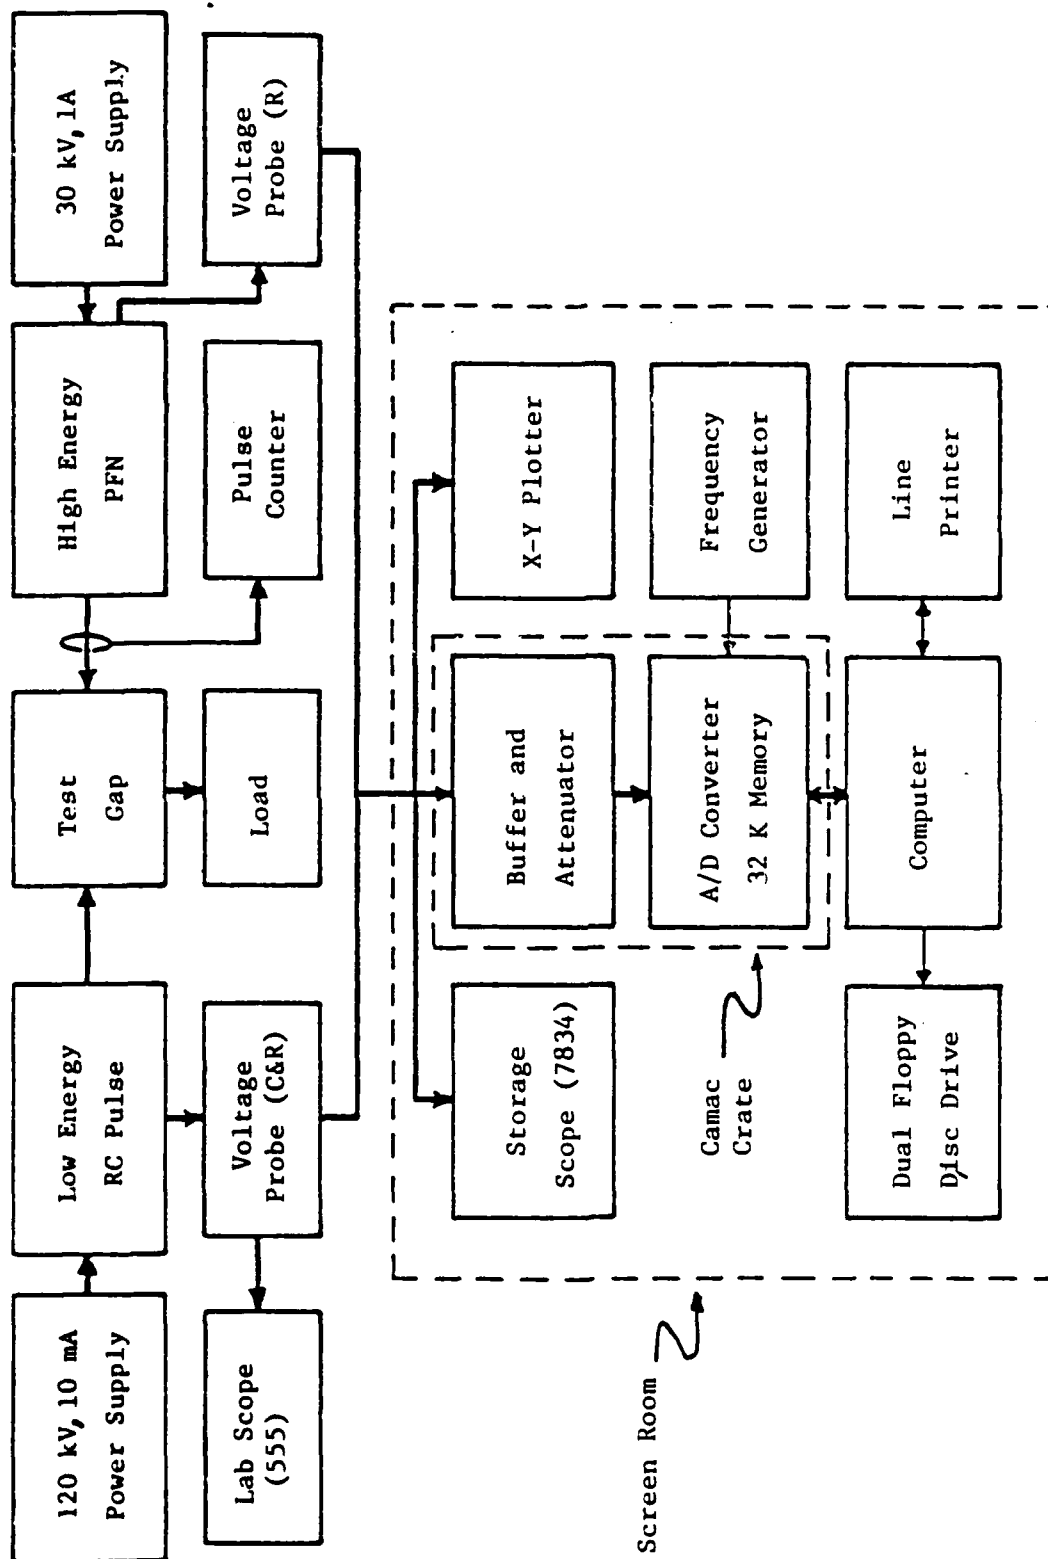 120 kV, 10 mA
Power Supply
Low Energy
RC Pulse
Test
Gap
High Energy
PFN
30 kV, 1A
Power Supply
Lab Scope
(555)
Voltage
Probe (C&R)
Load
Pulse
Counter
Voltage
Probe (R)
Screen Room
Storage
Scope (7834)
Buffer and
Attenuator
X-Y Plotter
Camac
Crate
A/D Converter
32 K Memory
Frequency
Generator
Dual Floppy
Disc Drive
Computer
Line
Printer